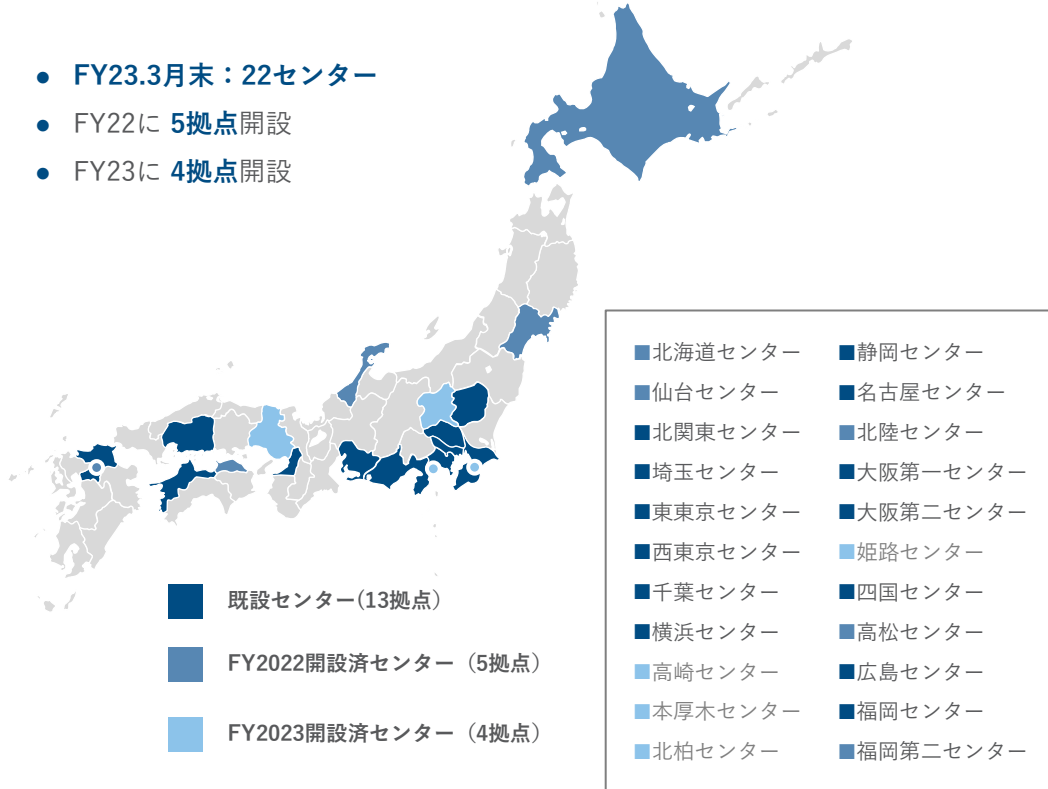 ● FY23.3月末：22センター
● FY22に 5拠点開設
● FY23に 4拠点開設
■北海道センター
■仙台センター
■北関東センター
■埼玉センター
■東東京センター
■西東京センター
■千葉センター
■横浜センター
■高崎センター
■本厚木センター
■北柏センター
■静岡センター
■名古屋センター
■北陸センター
■大阪第一センター
■大阪第二センター
■姫路センター
■四国センター
■高松センター
■広島センター
■福岡センター
■福岡第二センター
既設センター(13拠点）
FY2022開設済センター（5拠点）
FY2023開設済センター（4拠点）